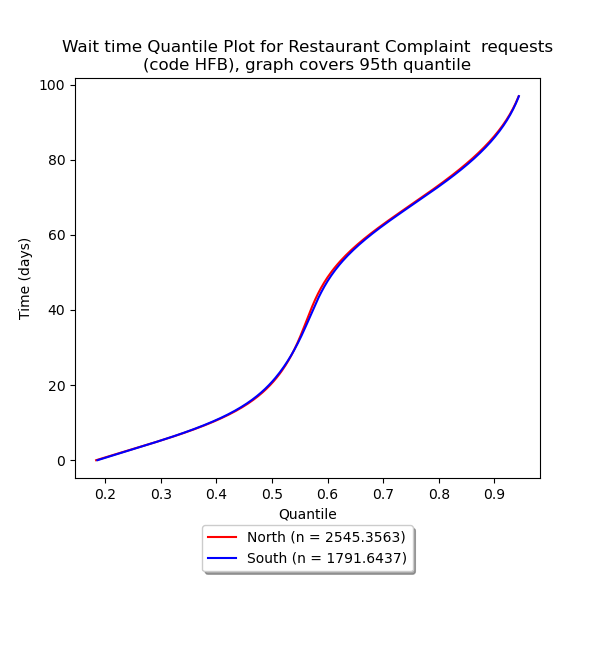 Wait time Quantile Plot for Restaurant Complaint  requests
(code HFB), graph covers 95th quantile
100
80
60
40
20
0
Time (days)
0.2 0.3 0.4 0.5 0.6 0.7 0.8 0.9
Quantile
North (n = 2545.3563)
South (n = 1791.6437)